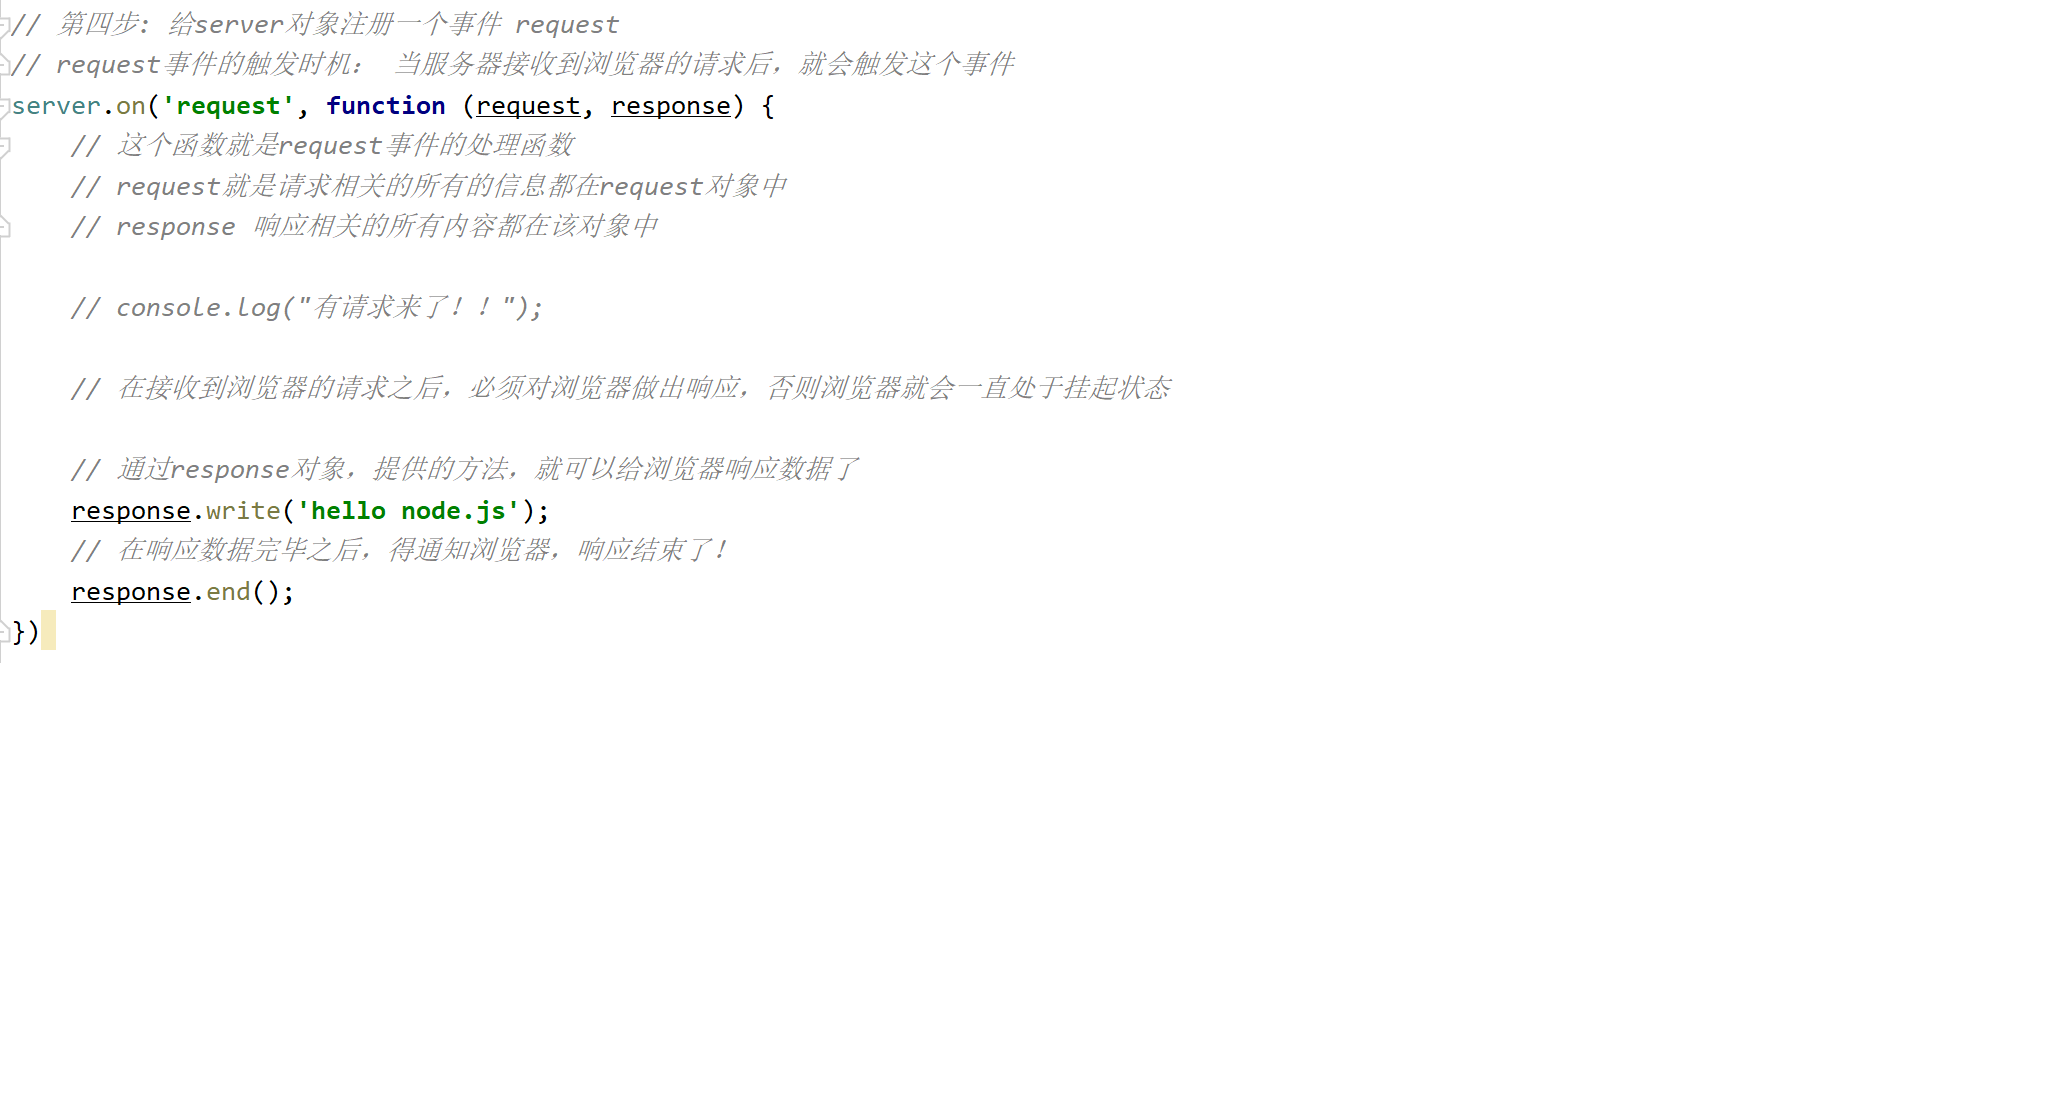 // 第四步: 给server对象注册一个事件 request
// request事件的触发时机： 当服务器接收到浏览器的请求后，就会触发这个事件
server.on('request', function (request, response) {
    // 这个函数就是request事件的处理函数
    // request就是请求相关的所有的信息都在request对象中
    // response 响应相关的所有内容都在该对象中
    // console.log("有请求来了！！");
    // 在接收到浏览器的请求之后，必须对浏览器做出响应，否则浏览器就会一直处于挂起状态
    // 通过response对象，提供的方法，就可以给浏览器响应数据了
    response.write('hello node.js');
    // 在响应数据完毕之后，得通知浏览器，响应结束了！
    response.end();
})